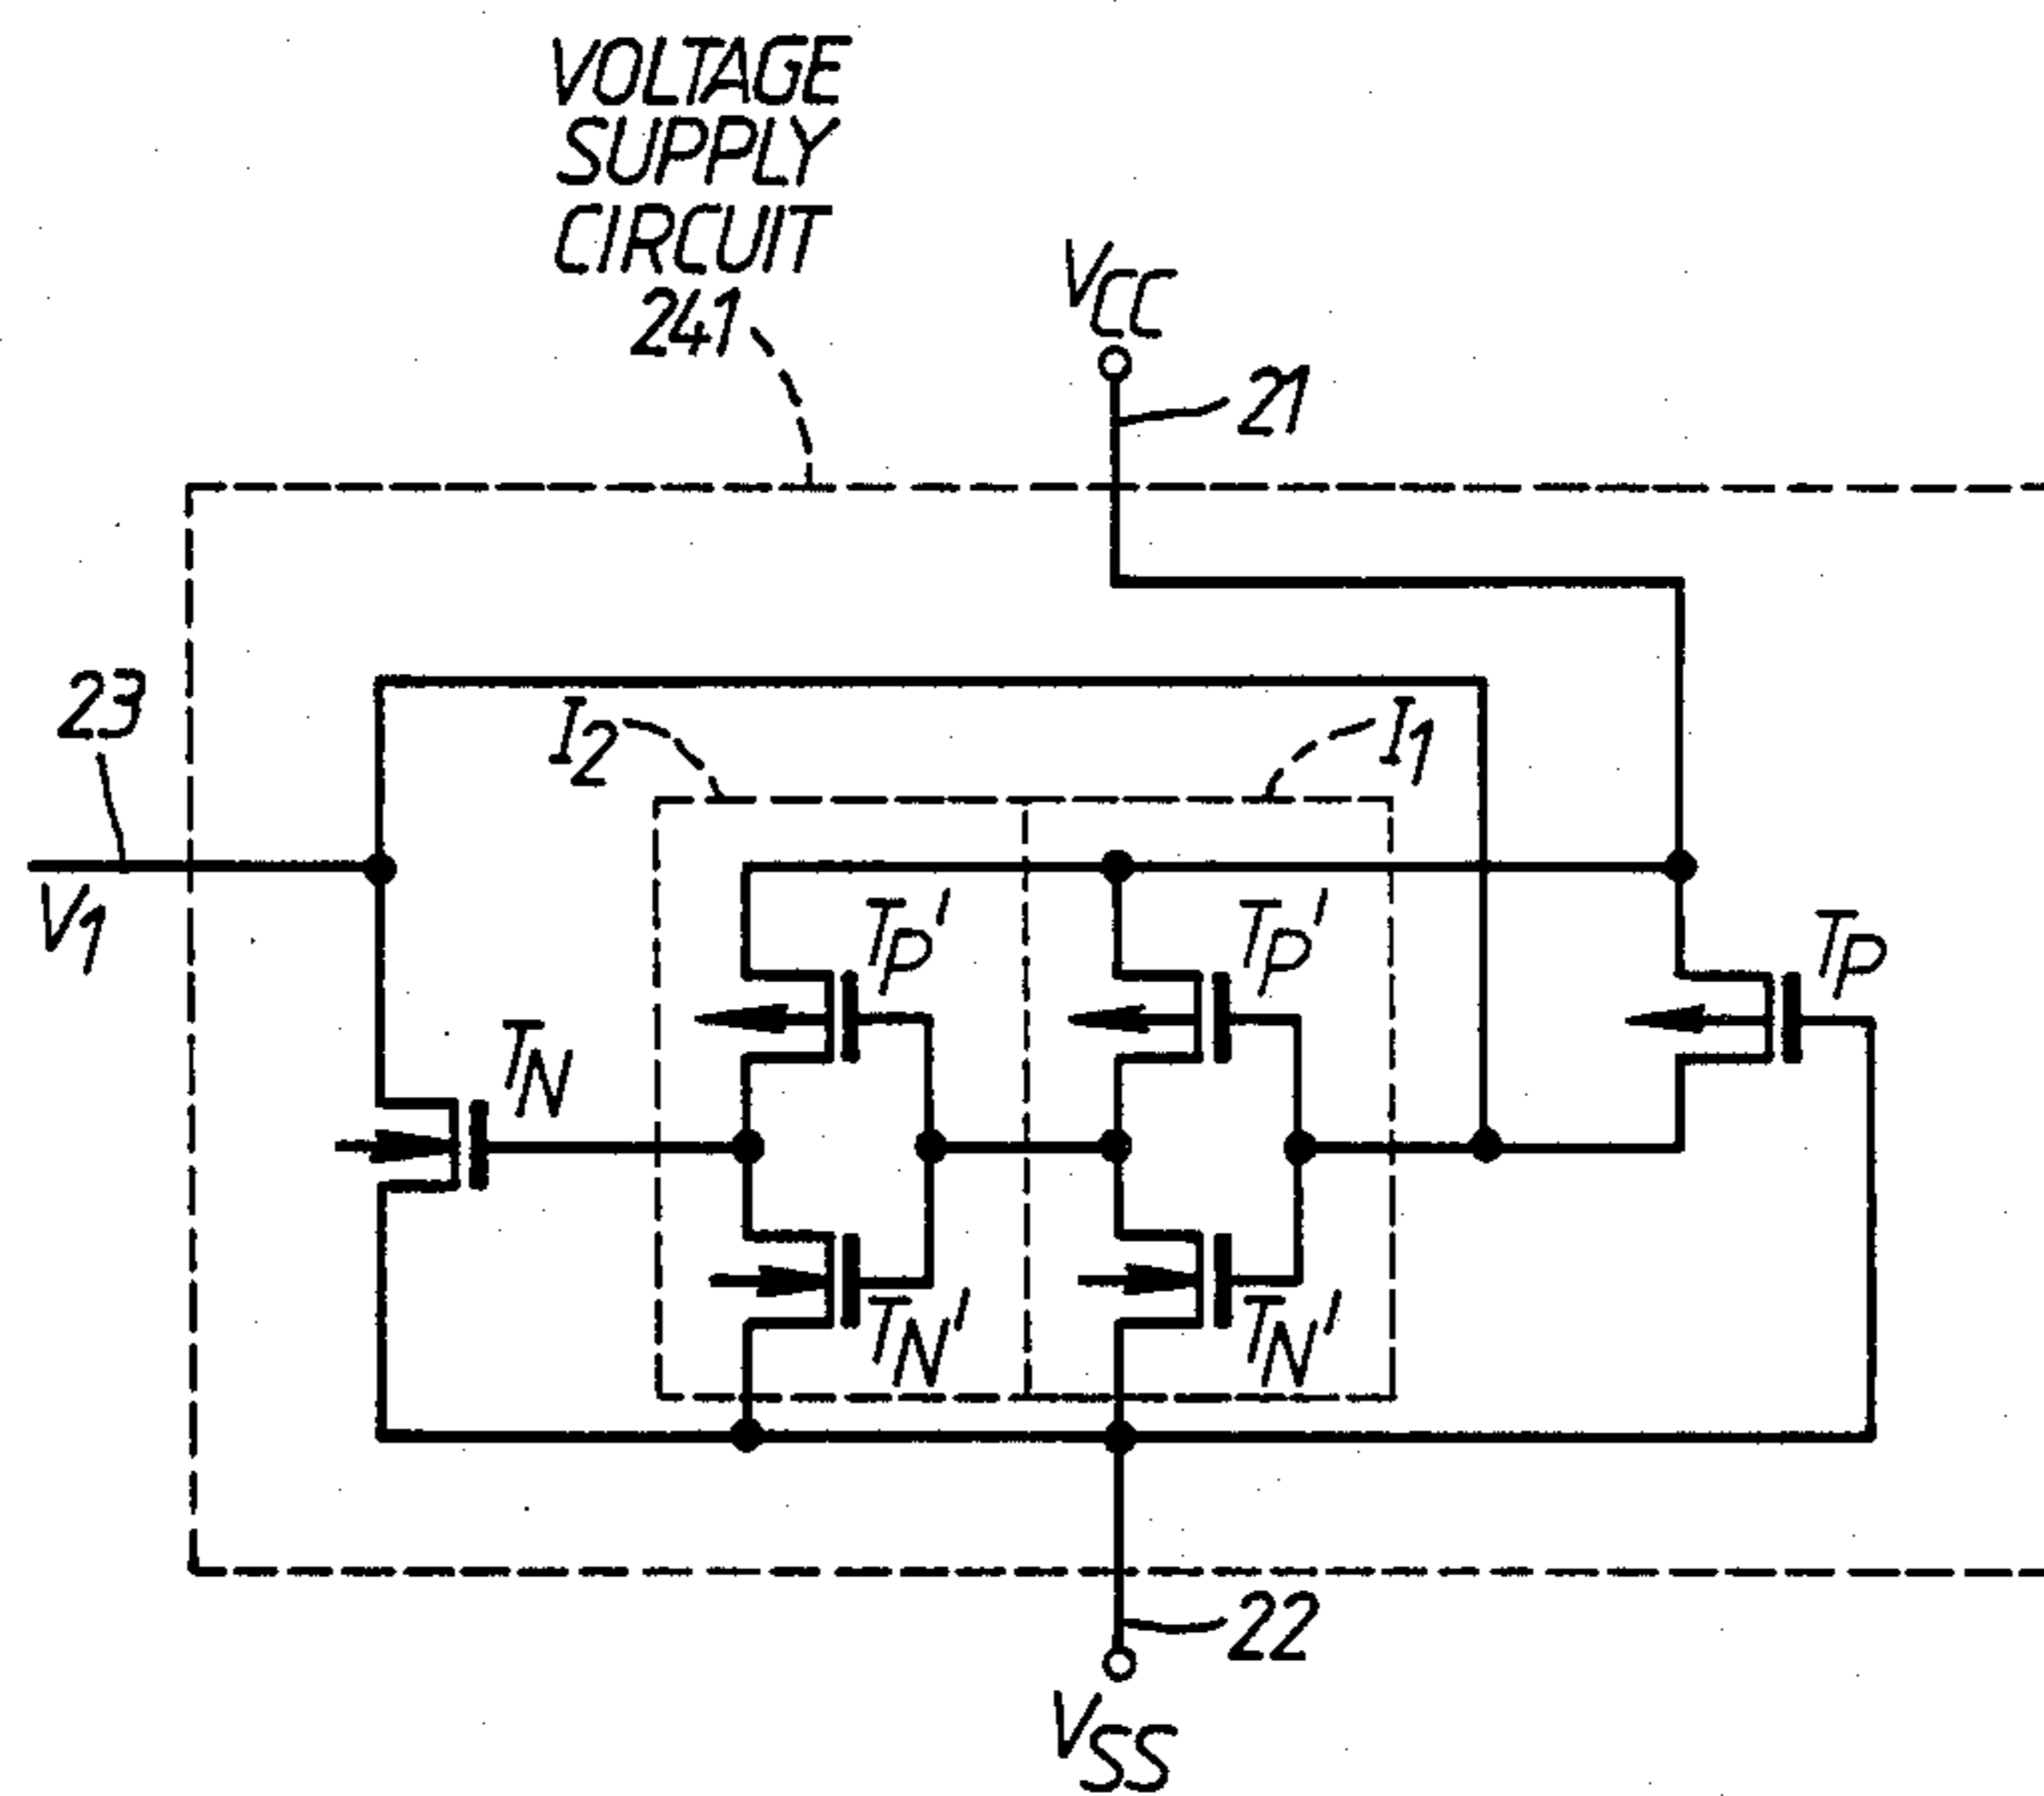 VOLTAGE
SUPPLY
CIRCUIT
241
VCC
21
23
I2
I1
V1
TP'
TP'
TP
TN
TN'
TN'
22
VSS